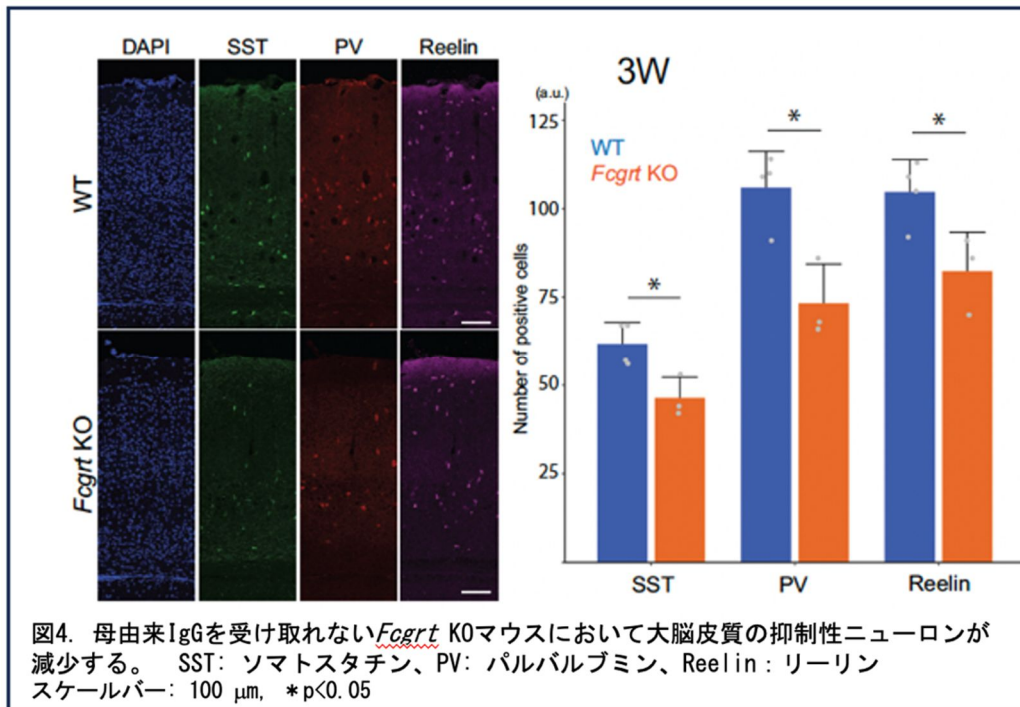 DAPI SST PV Reelin
WT
Fcgrt KO
3W
(a.u.)
125
100
75
50
25
Number of positive cells
WT
Fcgrt KO
*
*
*
SST PV Reelin
図4. 母由来IgGを受け取れないFcgrt KOマウスにおいて大脳皮質の抑制性ニューロンが
減少する。 SST: ソマトスタチン、PV: パルバルブミン、Reelin：リーリン
スケールバー: 100 μm, *p<0.05